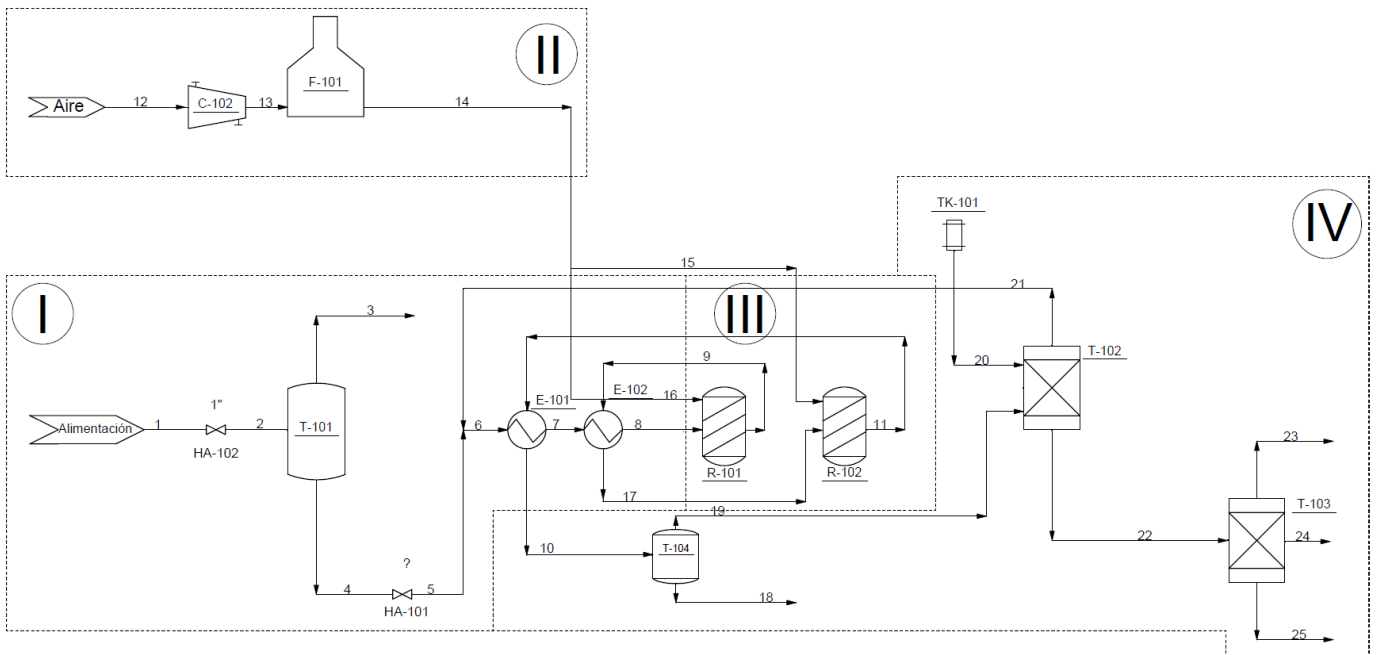 II
F-101
Aire
12
C-102
13
14
IV
TK-101
15
21
I
III
3
T-102
9
20
E-102
16
E-101
1"
Alimentación
1
2
T-101
6
7
8
11
HA-102
R-101
R-102
23
17
T-103
19
10
T-104
22
24
?
4
5
18
HA-101
25